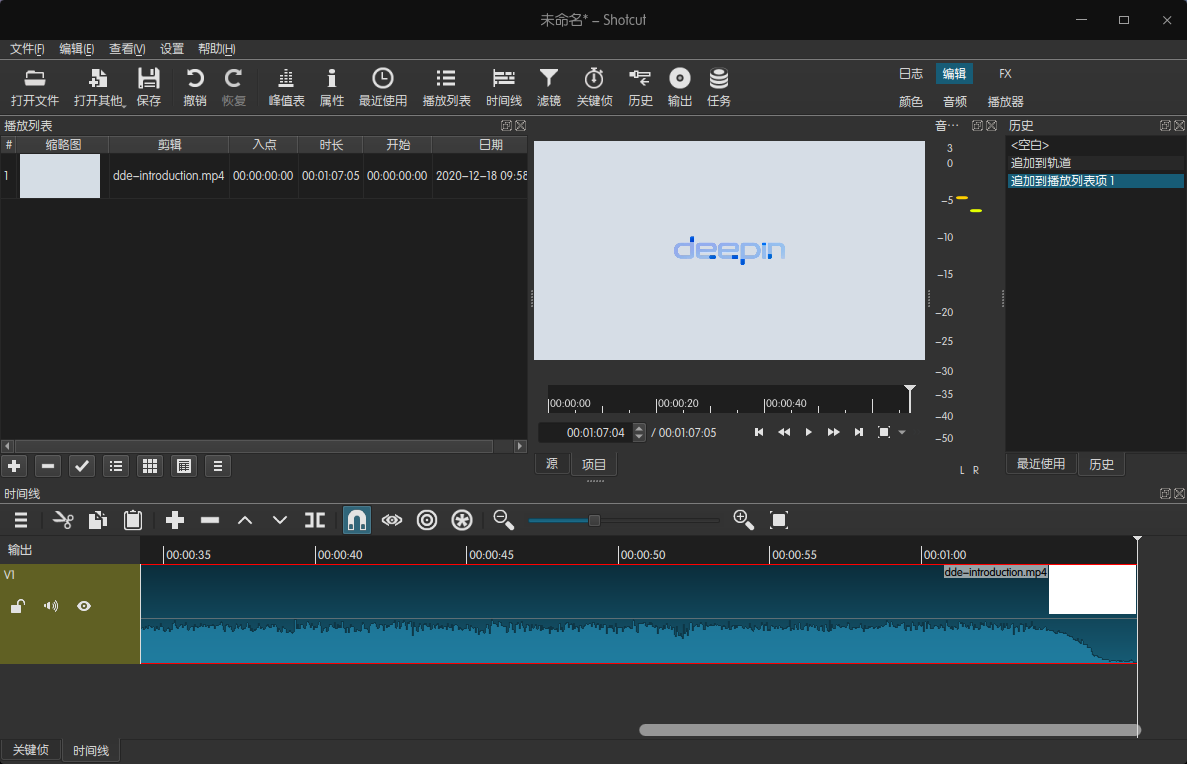 未命名* – Shotcut
文件(F) 编辑(E) 查看(V) 设置 帮助(H)
打开文件 打开其他. 保存 撤销 恢复 峰值表 属性 最近使用 播放列表 时间线 滤镜 关键侦 历史 输出 任务
日志 编辑 FX
颜色 音频 播放器
播放列表
# 缩略图 剪辑 入点 时长 开始 日期
1 dde-introduction.mp4 00:00:00:00 00:01:07:05 00:00:00:00 2020-12-18 09:58
deepin
00:00:00 00:00:20 00:00:40
00:01:07:04 / 00:01:07:05
源 项目
音…
3
0
-5
-10
-15
-20
-25
-30
-35
-40
-50
L R
历史
<空白>
追加到轨道
追加到播放列表项 1
最近使用 历史
时间线
输出
00:00:35 00:00:40 00:00:45 00:00:50 00:00:55 00:01:00
V1
dde-introduction.mp4
关键侦 时间线